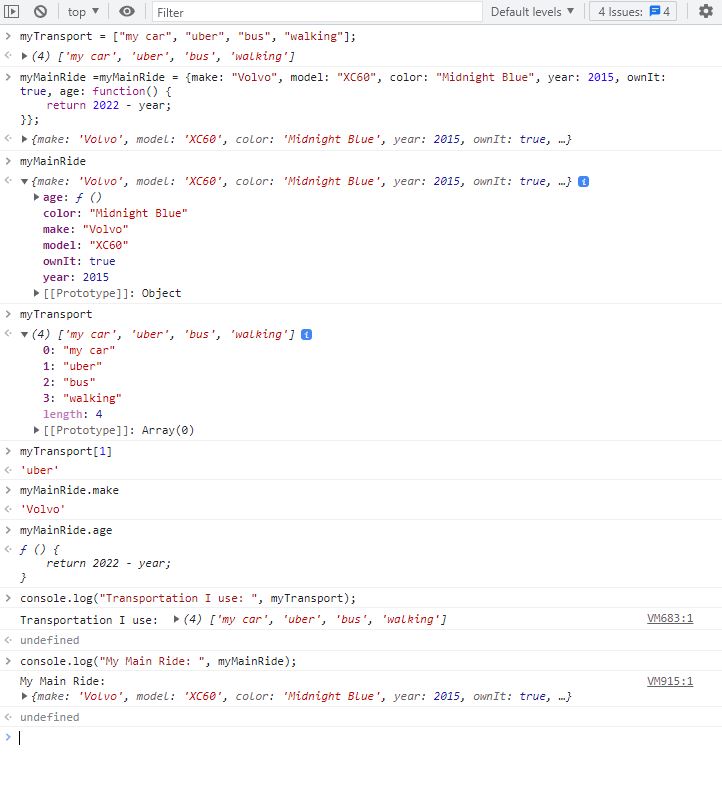 top Filter Default levels 4 Issues: 4
myTransport = ["my car", "uber", "bus", "walking"];
(4) ['my car', 'uber', 'bus', 'walking']
myMainRide =myMainRide = {make: "Volvo", model: "XC60", color: "Midnight Blue", year: 2015, ownIt:
true, age: function() {
return 2022 - year;
}};
{make: 'Volvo', model: 'XC60', color: 'Midnight Blue', year: 2015, ownIt: true, …}
myMainRide
{make: 'Volvo', model: 'XC60', color: 'Midnight Blue', year: 2015, ownIt: true, …} i
age: ƒ ()
color: "Midnight Blue"
make: "Volvo"
model: "XC60"
ownIt: true
year: 2015
[[Prototype]]: Object
myTransport
(4) ['my car', 'uber', 'bus', 'walking'] i
0: "my car"
1: "uber"
2: "bus"
3: "walking"
length: 4
[[Prototype]]: Array(0)
myTransport[1]
'uber'
myMainRide.make
'Volvo'
myMainRide.age
ƒ () {
return 2022 - year;
}
console.log("Transportation I use: ", myTransport);
Transportation I use: (4) ['my car', 'uber', 'bus', 'walking'] VM683:1
undefined
console.log("My Main Ride: ", myMainRide);
My Main Ride: VM915:1
{make: 'Volvo', model: 'XC60', color: 'Midnight Blue', year: 2015, ownIt: true, …}
undefined